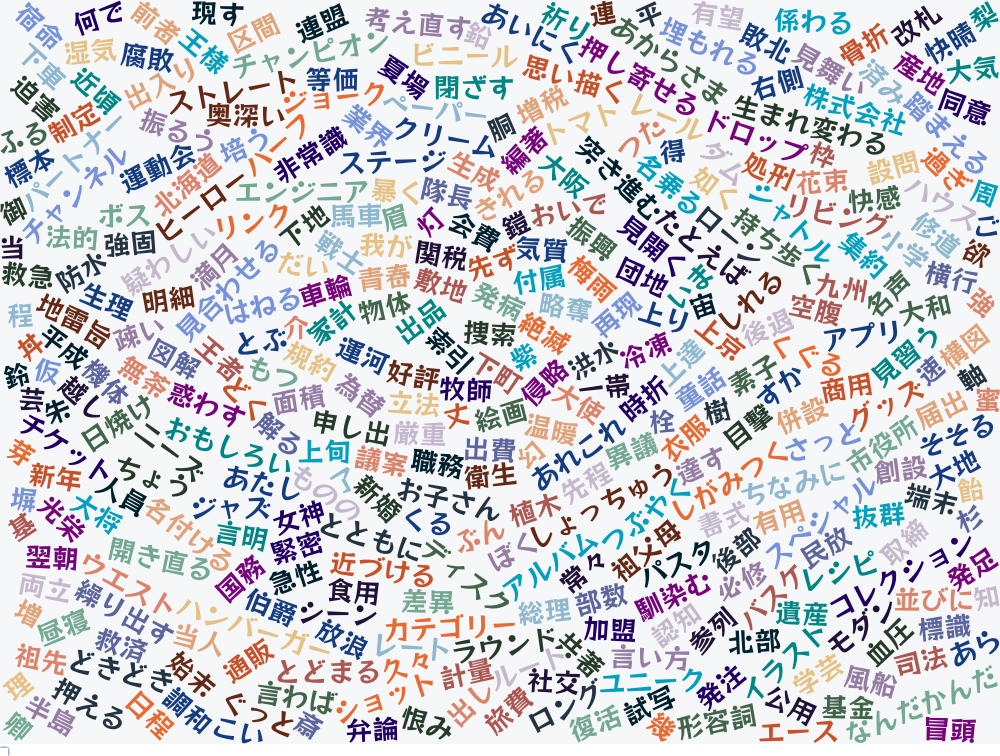 宿命
何で
前者
現す
連盟
考え直す
鉛
あいにく
祈り
連
平
有望
係わる
改札
梨
下車
湿気
腐敗
王様
区間
チャンピオン
ビニール
押し寄せる
あからさま
埋もれる
敗北
見舞い
骨折
済み
快晴
迫害
近頃
出入り
ストレート
等価
夏場
閉ざす
思い描く
右側
産地
大気
ふる
制定
奥深い
ジョーク
ペーパー
増税
株式会社
踏まえる
同意
標本
パートナー
振るう
培う
ハーフ
業界
クリーム
胴
トマト
レール
ドロップ
生まれ変わる
チャンネル
運動会
北海道
非常識
ステージ
生成
編著
突き進む
つた
得
ダム
枠
御
ボス
ヒーロー
エンジニア
暴く
隊長
きれる
大阪
名乗る
如く
処刑
花束
設問
過ぎ
周
当
法的
強固
リンク
下地
馬車
眉
灯
会費
鎧
おいで
たとえば
ローン
ニャトル
リビング
快感
ハウス
ご
救急
防水
疑わしい
満月
戦士
我が
関税
先ず
気質
振興
見開く
持ち歩く
集約
小学
修道
欲
程
地雷
生理
明細
見合わせる
だい
青春
敷地
付属
梅雨
団地
九州
名声
横行
強
旨
疎い
はねる
車輪
物体
発病
略奪
再現
上り
宙
しれる
空腹
大和
丼
平成
図解
王者
とぶ
介
家計
出品
索引
捜索
絶滅
上京
後退
アプリ
鈴
仮
機体
無茶
もつ
規約
運河
好評
下町
紫
洪水
冷凍
上達
素子
くぐる
見習う
横図
芸
朱
越し
惑わす
どく
面積
為替
立法
牧師
侵略
一帯
童話
すか
商用
速
軸
チケット
日焼け
ニーズ
おもしろい
解る
申し出
厳重
丈
絵画
大使
時折
栓
樹
目撃
併設
グッズ
届出
蜜
芽
新年
人員
ちょう
あたし
上旬
議案
職務
出費
公
温暖
あれこれ
異議
衣服
さっと
市役所
そそる
塀
光栄
大将
名付ける
ジャズ
ものの
新婚
お子さん
衛生
植木
先程
達す
しがみつく
ちなみに
創設
大地
基
翌朝
開き直る
言明
女神
とともに
くる
ぶん
ぼく
しょっちゅう
つぶやく
書式
有用
スペシャル
抜群
端末
飴
両立
ウエスト
国務
緊密
近づける
ディスコ
アルバム
常々
祖父母
パスタ
後部
民放
取締
杉
増
昼寝
繰り出す
ハンバーガー
伯爵
急性
食用
差異
総理
部数
馴染む
必修
バスケ
レシピ
コレクション
発足
救済
当人
シーン
放浪
カテゴリー
加盟
認知
参列
遺産
モダン
並びに
知
祖先
どきどき
始末
通販
とどまる
レート
ラウンド
共著
言い方
北部
イラスト
血圧
標識
理
押える
日程
調和
言わば
久々
計量
ルート
社交
ユニーク
発注
学芸
風船
司法
あら
卿
半島
こい
ぐっと
斎
ショット
弁論
恨み
出し
旅費
ロング
復活
試写
形容詞
公用
基金
エース
なんだかんだ
冒頭